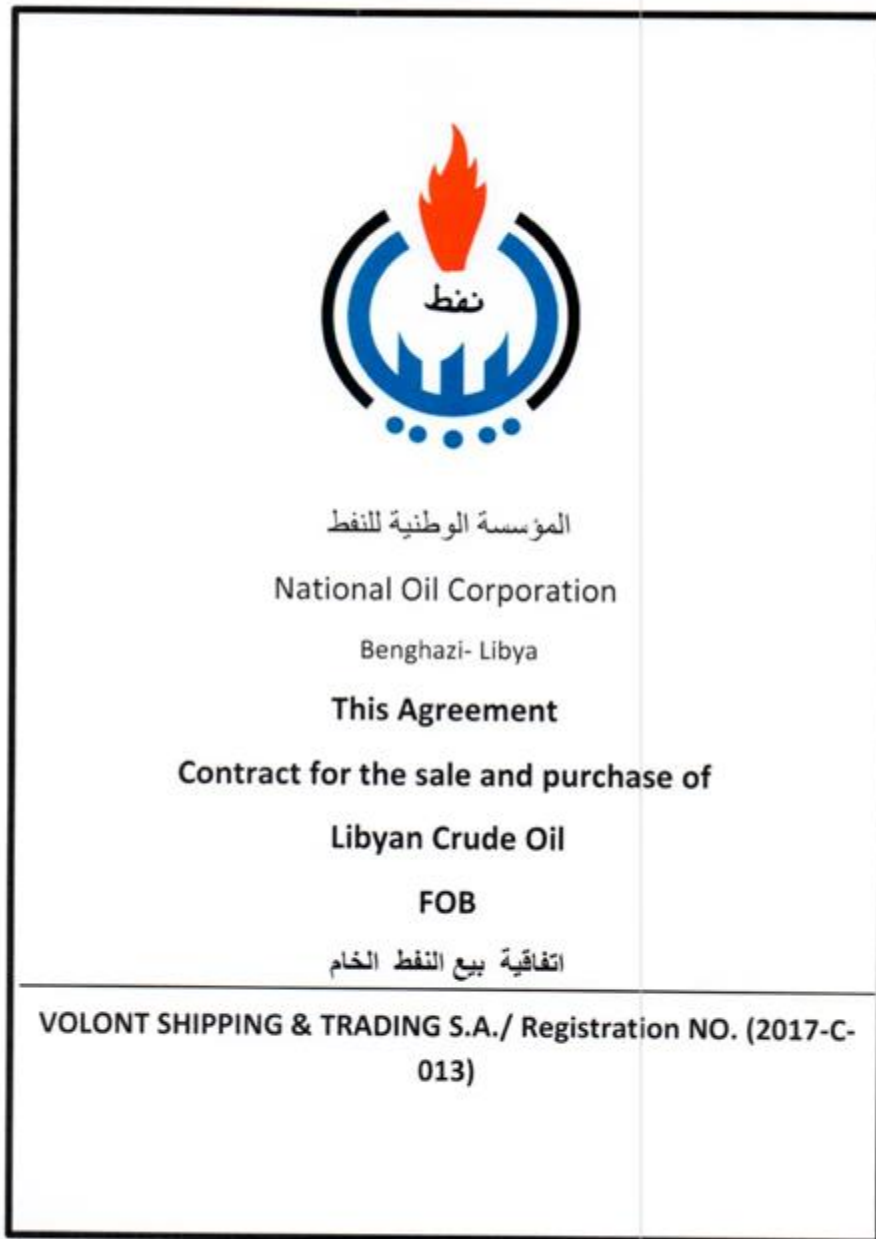 نفط
المؤسسة الوطنية للنفط
National Oil Corporation
Benghazi- Libya
This Agreement
Contract for the sale and purchase of
Libyan Crude Oil
FOB
اتفاقية بيع النفط الخام
VOLONT SHIPPING & TRADING S.A./ Registration NO. (2017-C-
013)